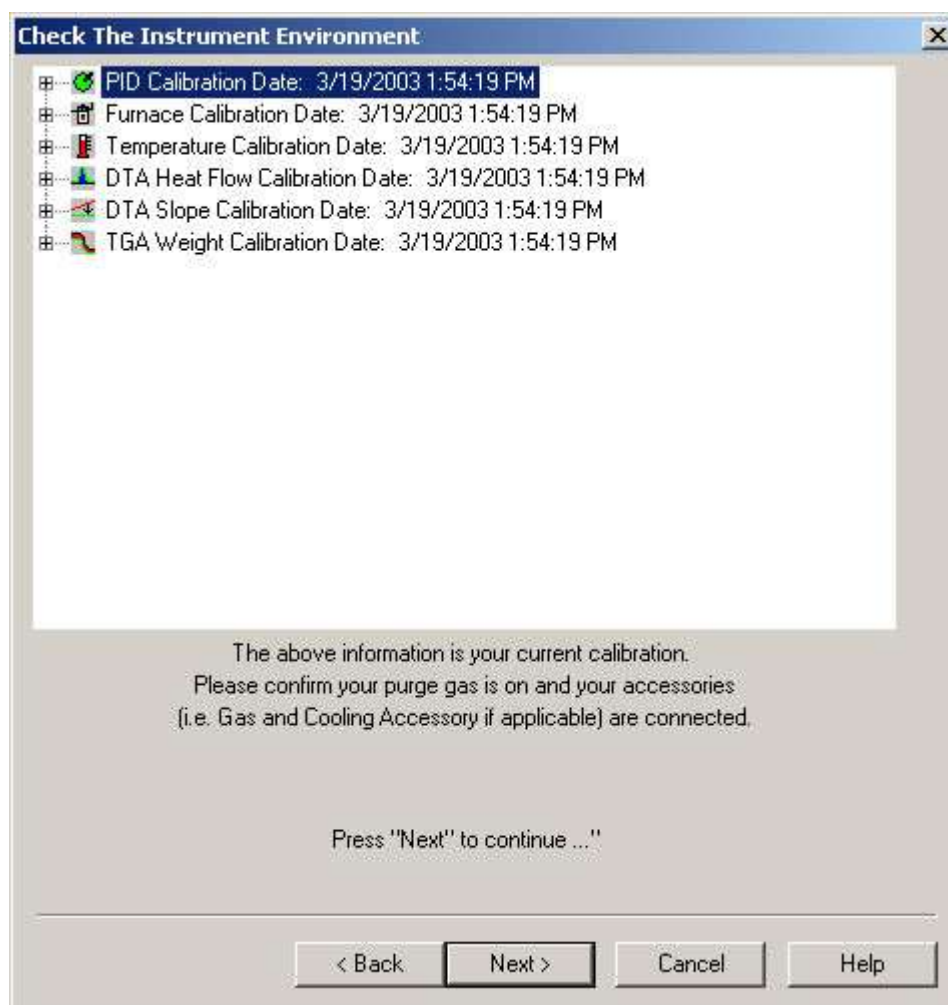 Check The Instrument Environment
PID Calibration Date: 3/19/2003 1:54:19 PM
Furnace Calibration Date: 3/19/2003 1:54:19 PM
Temperature Calibration Date: 3/19/2003 1:54:19 PM
DTA Heat Flow Calibration Date: 3/19/2003 1:54:19 PM
DTA Slope Calibration Date: 3/19/2003 1:54:19 PM
TGA Weight Calibration Date: 3/19/2003 1:54:19 PM
The above information is your current calibration.
Please confirm your purge gas is on and your accessories
(i.e. Gas and Cooling Accessory if applicable) are connected.
Press "Next" to continue ..."
< Back Next > Cancel Help